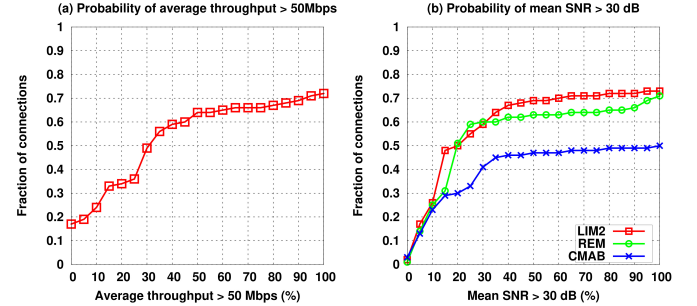 (a) Probability of average throughput > 50Mbps
1
0.9
0.8
0.7
0.6
0.5
0.4
0.3
0.2
0.1
0
Fraction of connections
0 10 20 30 40 50 60 70 80 90 100
Average throughput > 50 Mbps (%)
(b) Probability of mean SNR > 30 dB
1
0.9
0.8
0.7
0.6
0.5
0.4
0.3
0.2
0.1
0
Fraction of connections
LIM2
REM
CMAB
0 10 20 30 40 50 60 70 80 90 100
Mean SNR > 30 dB (%)